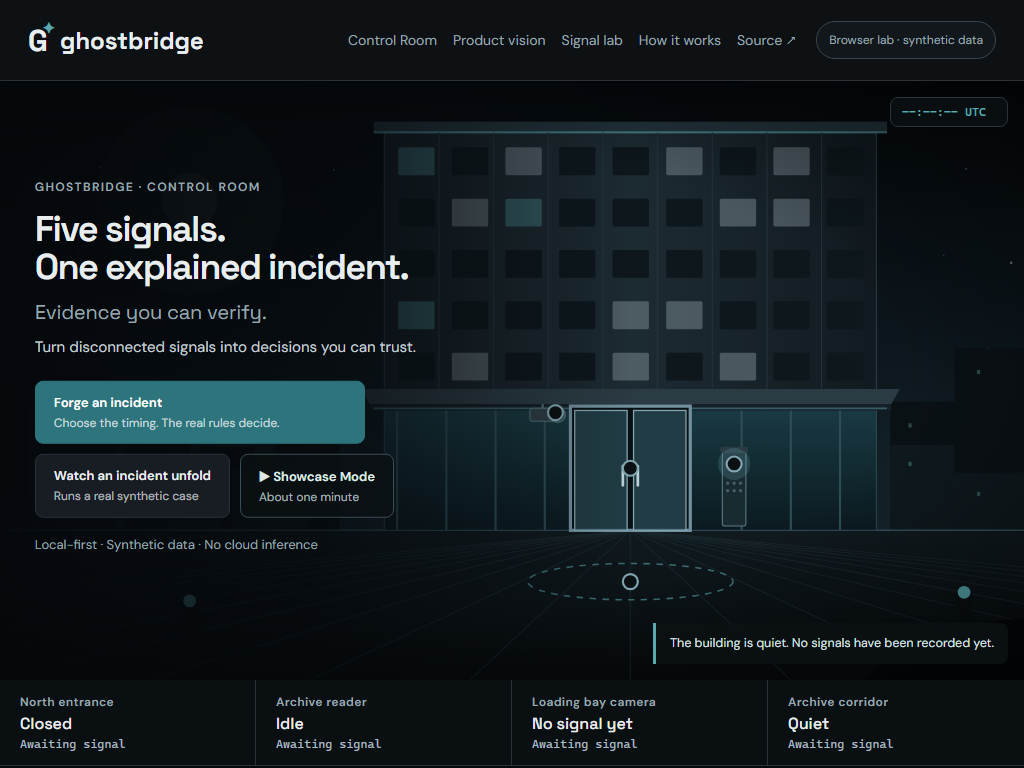 ghostbridge
Control Room
Product vision
Signal lab
How it works
Source ↗
Browser lab · synthetic data
--:--:-- UTC
GHOSTBRIDGE · CONTROL ROOM
Five signals.
One explained incident.
Evidence you can verify.
Turn disconnected signals into decisions you can trust.
Forge an incident
Choose the timing. The real rules decide.
Watch an incident unfold
Runs a real synthetic case
▶ Showcase Mode
About one minute
Local-first · Synthetic data · No cloud inference
The building is quiet. No signals have been recorded yet.
North entrance
Closed
Awaiting signal
Archive reader
Idle
Awaiting signal
Loading bay camera
No signal yet
Awaiting signal
Archive corridor
Quiet
Awaiting signal